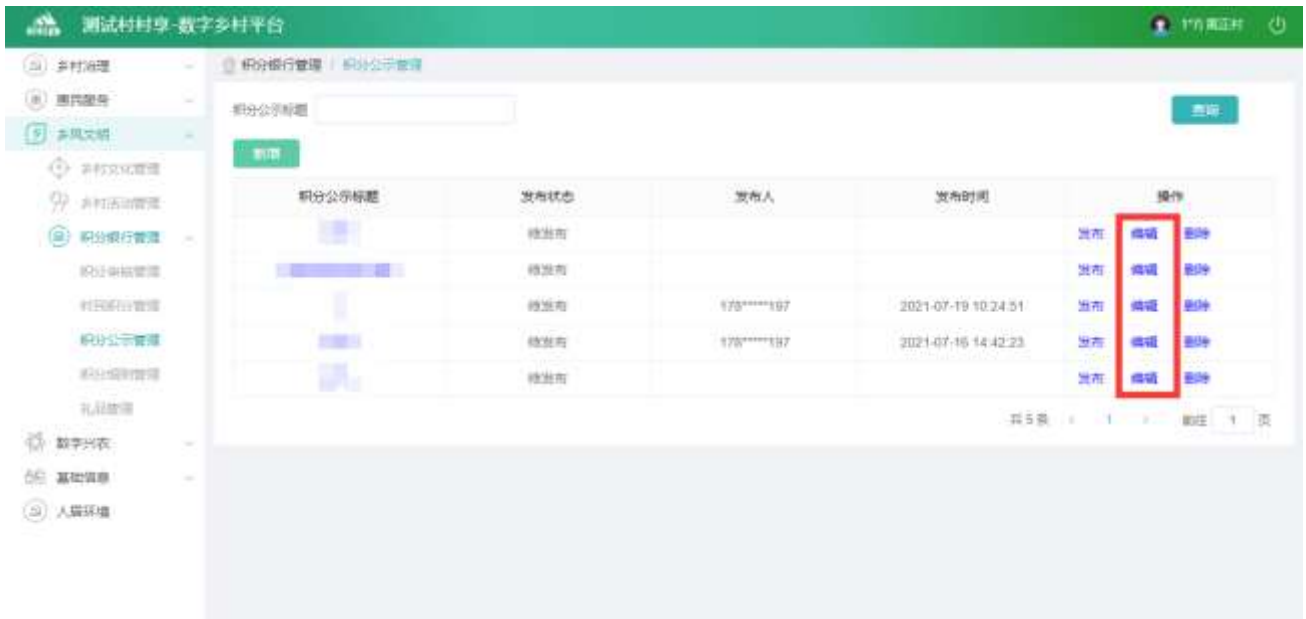 测试村村享-数字乡村平台
乡村治理
惠民服务
乡风文明
乡村文化管理
乡村活动管理
积分银行管理
积分审核管理
村民积分管理
积分公示管理
积分细则管理
礼品管理
数字兴农
基础信息
人居环境
积分银行管理 / 积分公示管理
积分公示标题
查询
新增
积分公示标题 发布状态 发布人 发布时间 操作
待发布 发布 编辑 删除
待发布 发布 编辑 删除
待发布 178*****197 2021-07-19 10:24:51 发布 编辑 删除
待发布 178*****197 2021-07-16 14:42:23 发布 编辑 删除
待发布 发布 编辑 删除
共 5 条 1 前往 1 页